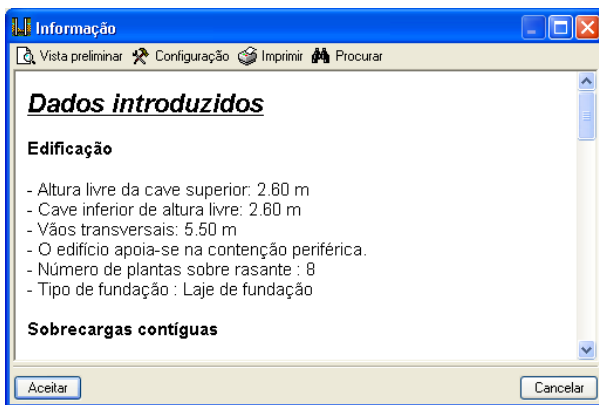 Informação
Vista preliminar Configuração Imprimir Procurar
Dados introduzidos
Edificação
- Altura livre da cave superior: 2.60 m
- Cave inferior de altura livre: 2.60 m
- Vãos transversais: 5.50 m
- O edifício apoia-se na contenção periférica.
- Número de plantas sobre rasante : 8
- Tipo de fundação : Laje de fundação
Sobrecargas contíguas
Aceitar Cancelar